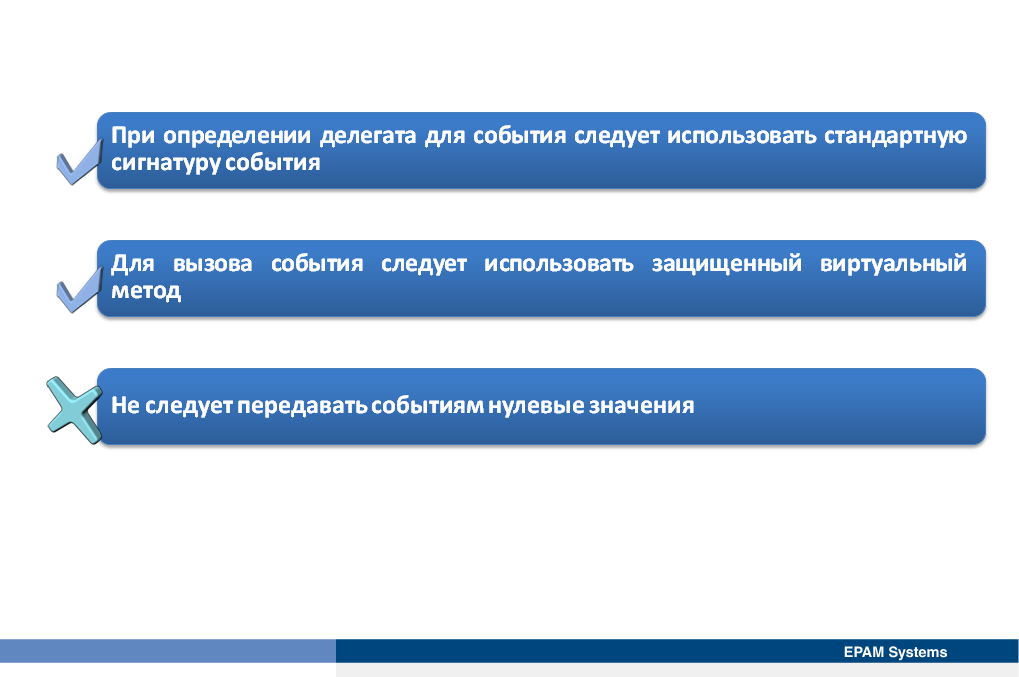 При определении делегата для события следует использовать стандартную
сигнатуру события
Для вызова события следует использовать защищенный виртуальный
метод
Не следует передавать событиям нулевые значения
EPAM Systems